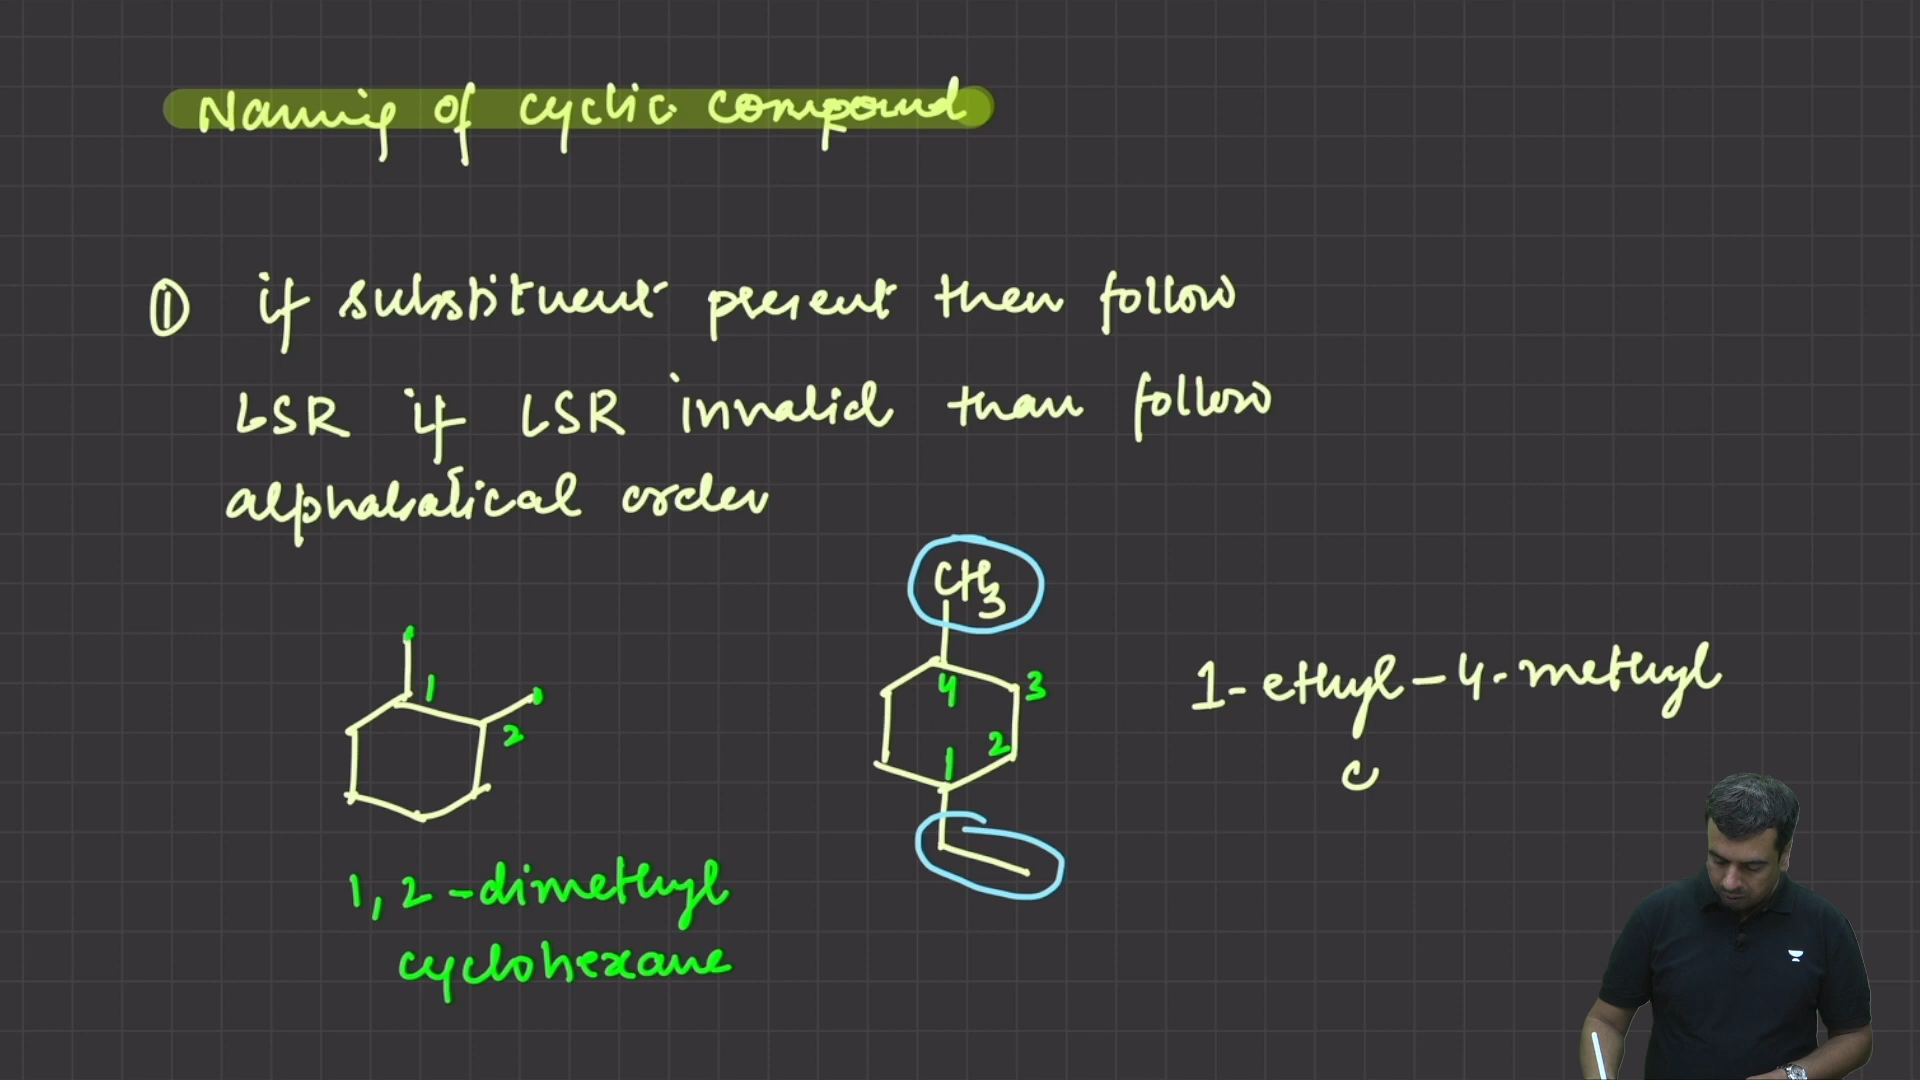 Naming of cyclic compound
① if substituent present then follow
LSR if LSR invalid than follow
alphabatical order
1
2
1, 2 - dimethyl
cyclohexane
CH3
4
3
2
1
1- ethyl - 4- methyl
c